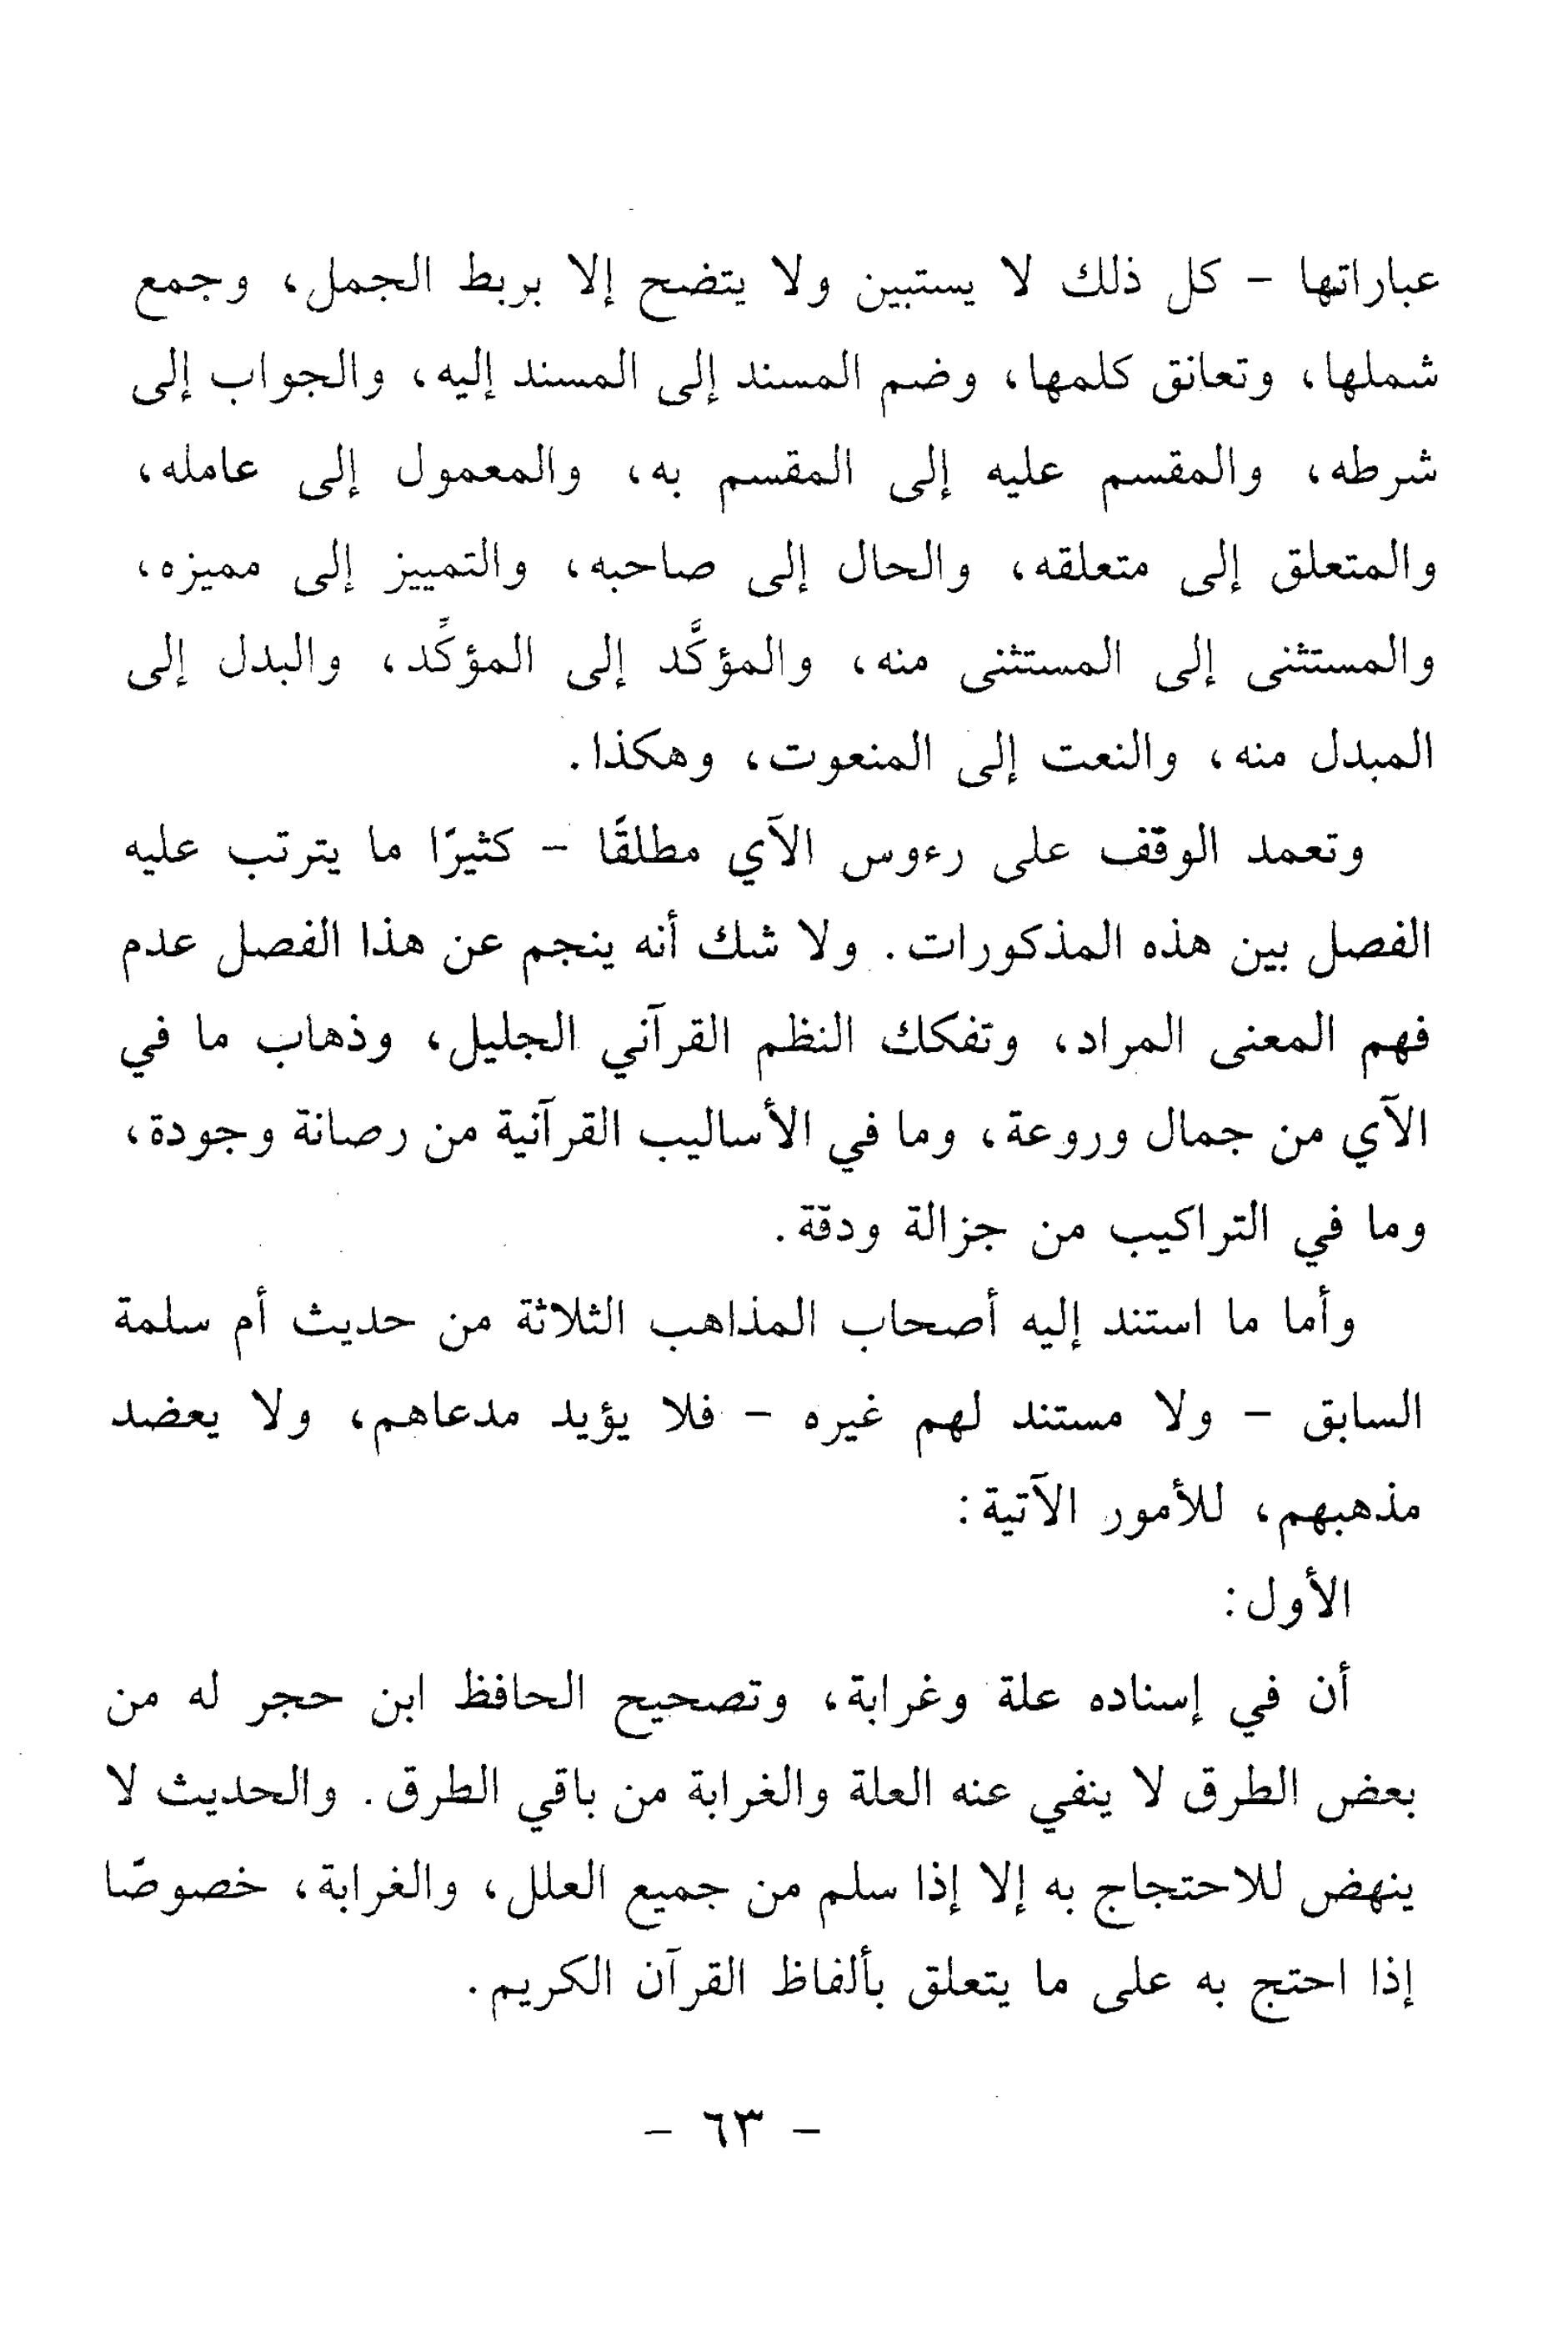 عباراتها - كل ذلك لا يستبين ولا يتضح إلا بربط الجمل، وجمع
شملها، وتعانق كلمها، وضم المسند إلى المسند إليه، والجواب إلى
شرطه، والمقسم عليه إلى المقسم به، والمعمول إلى عامله،
والمتعلق إلى متعلقه، والحال إلى صاحبه، والتمييز إلى مميزه،
والمستثنى إلى المستثنى منه، والمؤكَّد إلى المؤكِّد، والبدل إلى
المبدل منه، والنعت إلى المنعوت، وهكذا.
وتعمد الوقف على رءوس الآي مطلقًا - كثيرًا ما يترتب عليه
الفصل بين هذه المذكورات. ولا شك أنه ينجم عن هذا الفصل عدم
فهم المعنى المراد، وتفكك النظم القرآني الجليل، وذهاب ما في
الآي من جمال وروعة، وما في الأساليب القرآنية من رصانة وجودة،
وما في التراكيب من جزالة ودقة.
وأما ما استند إليه أصحاب المذاهب الثلاثة من حديث أم سلمة
السابق - ولا مستند لهم غيره - فلا يؤيد مدعاهم، ولا يعضد
مذهبهم، للأمور الآتية:
الأول:
أن في إسناده علة وغرابة، وتصحيح الحافظ ابن حجر له من
بعض الطرق لا ينفي عنه العلة والغرابة من باقي الطرق. والحديث لا
ينهض للاحتجاج به إلا إذا سلم من جميع العلل، والغرابة، خصوصًا
إذا احتج به على ما يتعلق بألفاظ القرآن الكريم.
- ٦٣ -